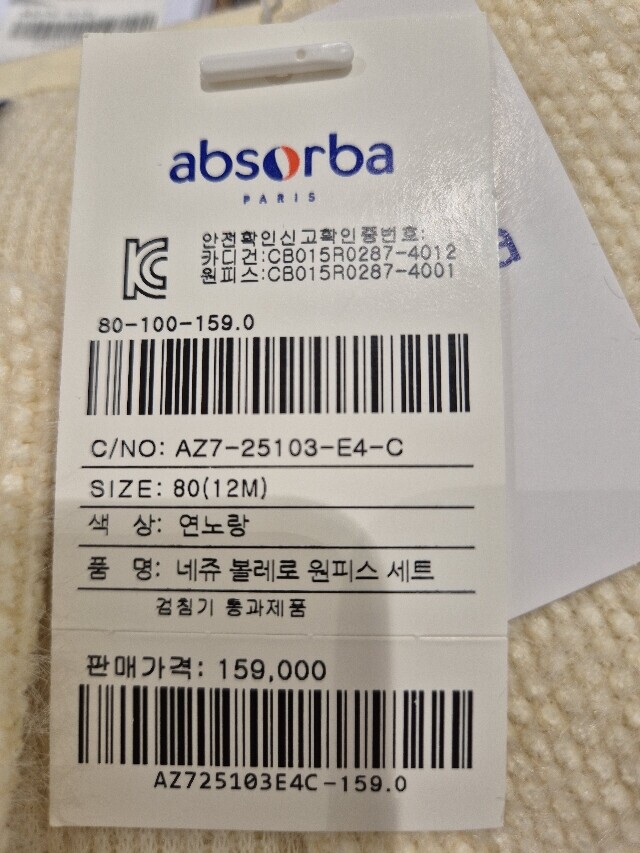 absorba
PARIS
안전확인신고확인증번호:
카디건:CB015R0287-4012
원피스:CB015R0287-4001
80-100-159.0
C/NO: AZ7-25103-E4-C
SIZE: 80(12M)
색 상: 연노랑
품 명: 네쥬 볼레로 원피스 세트
검침기 통과제품
판매가격: 159,000
AZ725103E4C-159.0